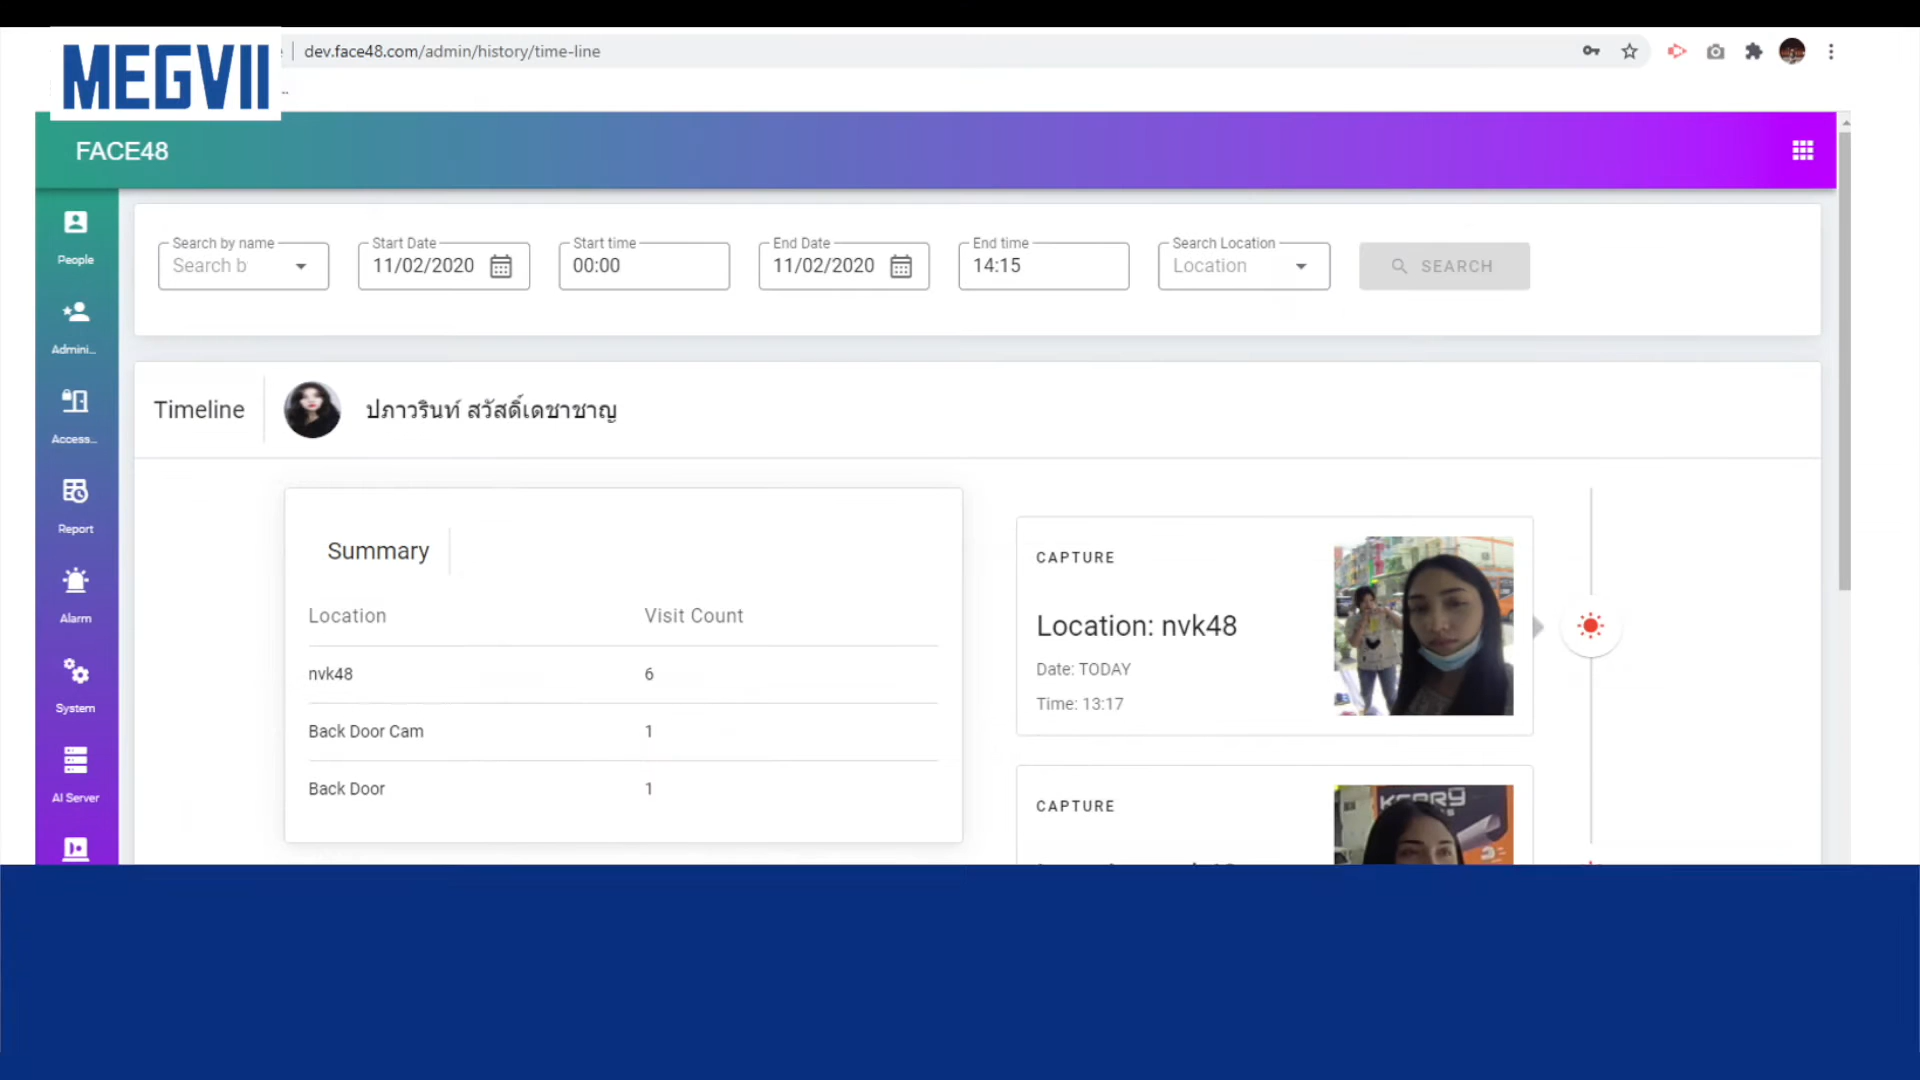 MEGVII
dev.face48.com/admin/history/time-line
FACE48
People
Admini...
Access...
Report
Alarm
System
AI Server
Search by name
Search b
Start Date
11/02/2020
Start time
00:00
End Date
11/02/2020
End time
14:15
Search Location
Location
SEARCH
Timeline
ปภาวรินท์ สวัสดิ์เดชาชาญ
Summary
Location Visit Count
nvk48 6
Back Door Cam 1
Back Door 1
CAPTURE
Location: nvk48
Date: TODAY
Time: 13:17
CAPTURE
KERRY